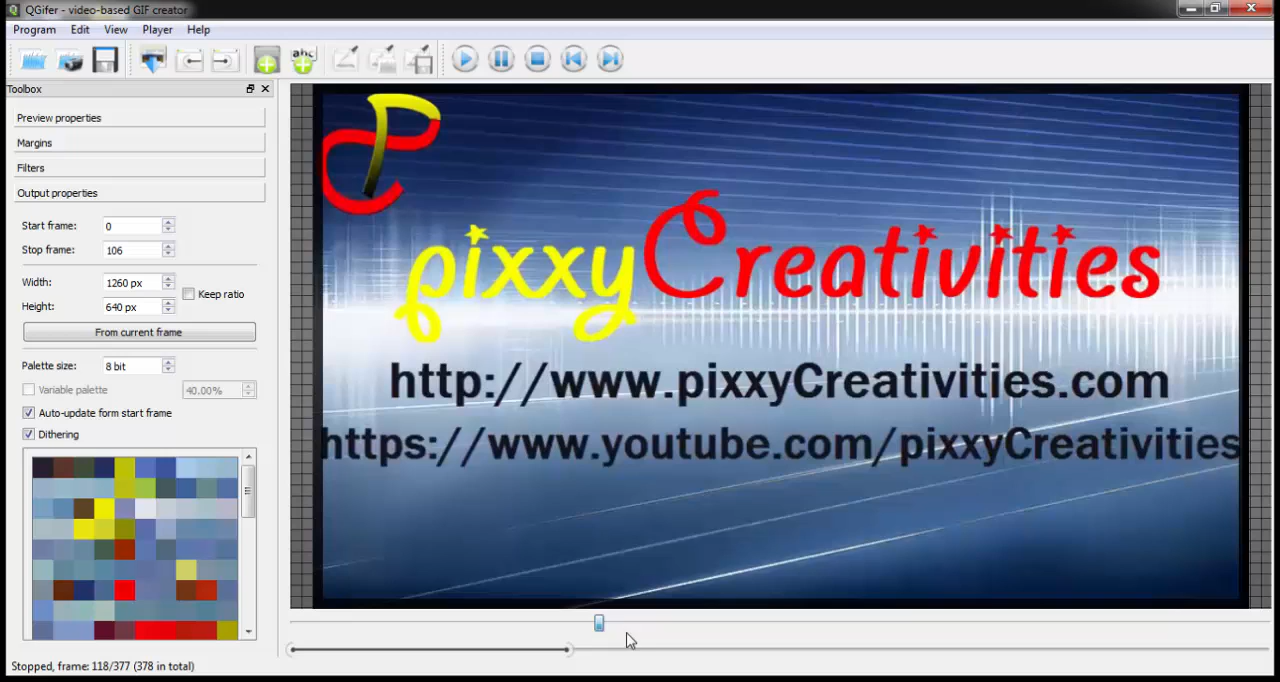 QGifer - video-based GIF creator
Program Edit View Player Help
abc
Toolbox
Preview properties
Margins
Filters
Output properties
Start frame: 0
Stop frame: 106
Width: 1260 px
Keep ratio
Height: 640 px
From current frame
Palette size: 8 bit
Variable palette 40.00%
Auto-update form start frame
Dithering
pixxyCreativities
http://www.pixxyCreativities.com
https://www.youtube.com/pixxyCreativities
Stopped, frame: 118/377 (378 in total)